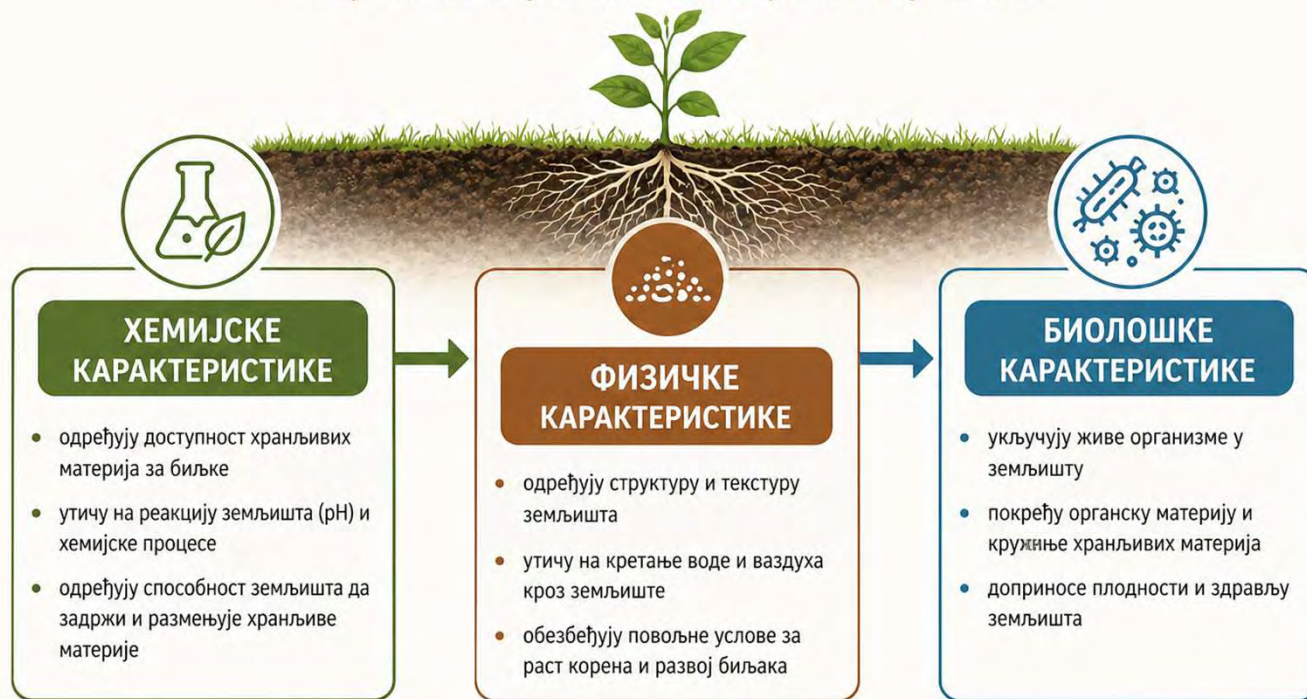 ХЕМИЈСКЕ
КАРАКТЕРИСТИКЕ
• одређују доступност хранљивих
материја за биљке
• утичу на реакцију земљишта (pH) и
хемијске процесе
• одређују способност земљишта да
задржи и размењује хранљиве
материје
ФИЗИЧКЕ
КАРАКТЕРИСТИКЕ
• одређују структуру и текстуру
земљишта
• утичу на кретање воде и ваздуха
кроз земљиште
• обезбеђују повољне услове за
раст корена и развој биљака
БИОЛОШКЕ
КАРАКТЕРИСТИКЕ
• укључују живе организме у
земљишту
• покрећу органску материју и
хранљивих материја
• доприносе плодности и здрављу
земљишта